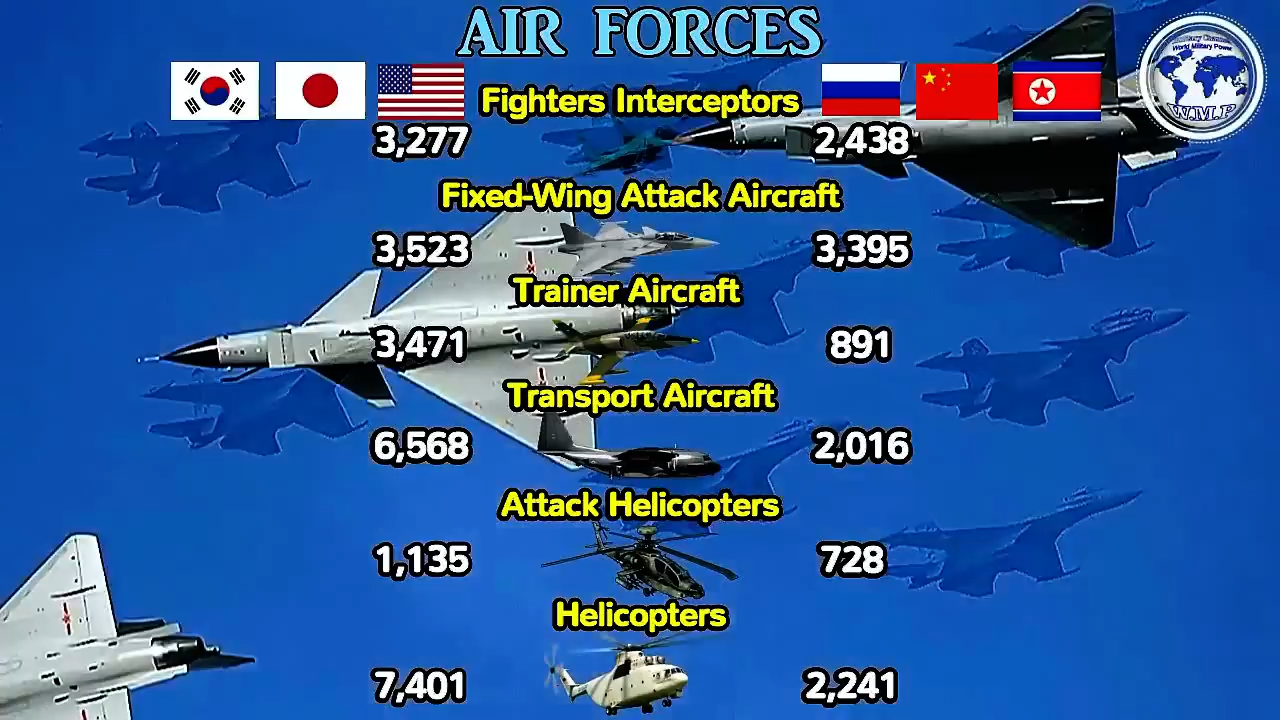 AIR FORCES
Fighters Interceptors
3,277 2,438
Fixed-Wing Attack Aircraft
3,523 3,395
Trainer Aircraft
3,471 891
Transport Aircraft
6,568 2,016
Attack Helicopters
1,135 728
Helicopters
7,401 2,241
World Military Power
W.M.P